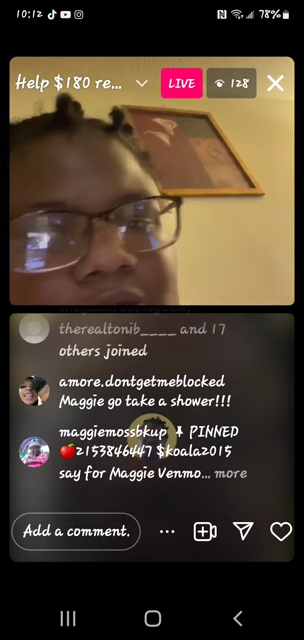 10:12
78%
Help $180 re...
LIVE
128
therealtonib____ and 17
others joined
amore.dontgetmeblocked
Maggie go take a shower!!!
maggiemossbkup PINNED
🍎2153846447 $koala2015
say for Maggie Venmo... more
Add a comment.